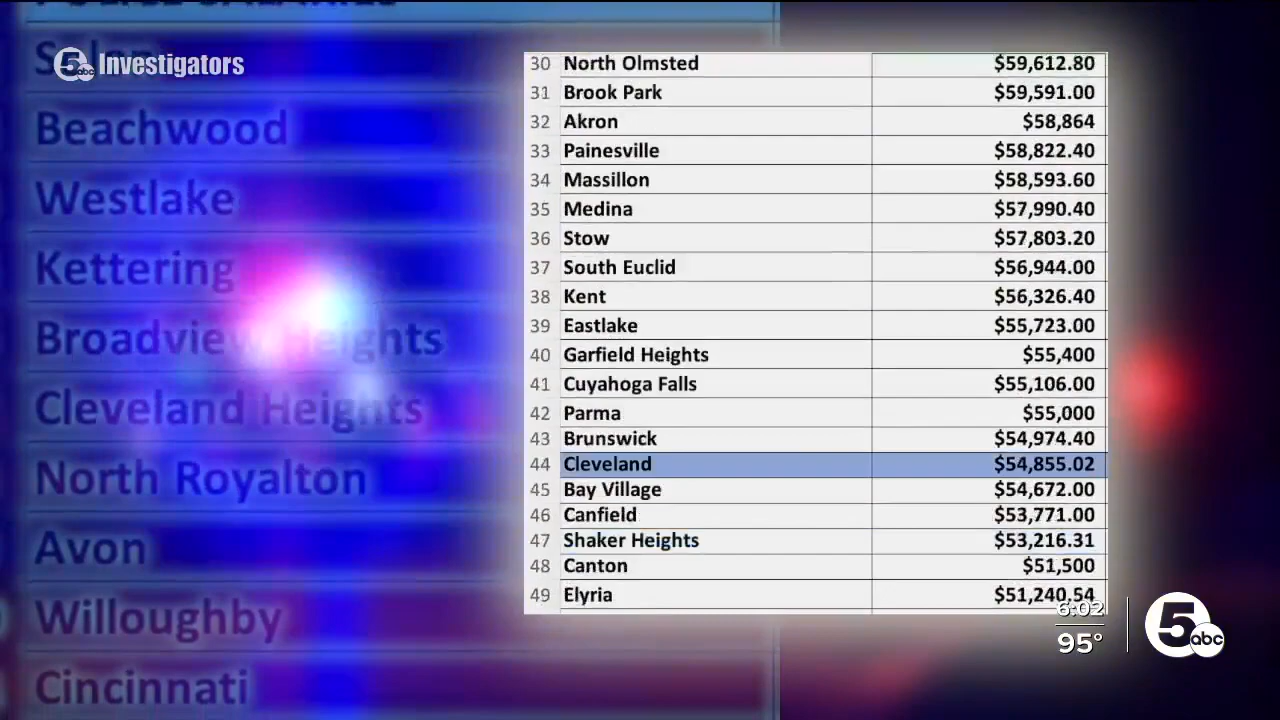 POLICE SALARIES
Solon
5 abc Investigators
Beachwood
Westlake
Kettering
Broadview Heights
Cleveland Heights
North Royalton
Avon
Willoughby
Cincinnati
30 North Olmsted $59,612.80
31 Brook Park $59,591.00
32 Akron $58,864
33 Painesville $58,822.40
34 Massillon $58,593.60
35 Medina $57,990.40
36 Stow $57,803.20
37 South Euclid $56,944.00
38 Kent $56,326.40
39 Eastlake $55,723.00
40 Garfield Heights $55,400
41 Cuyahoga Falls $55,106.00
42 Parma $55,000
43 Brunswick $54,974.40
44 Cleveland $54,855.02
45 Bay Village $54,672.00
46 Canfield $53,771.00
47 Shaker Heights $53,216.31
48 Canton $51,500
49 Elyria $51,240.54
6:02
95°
5 abc